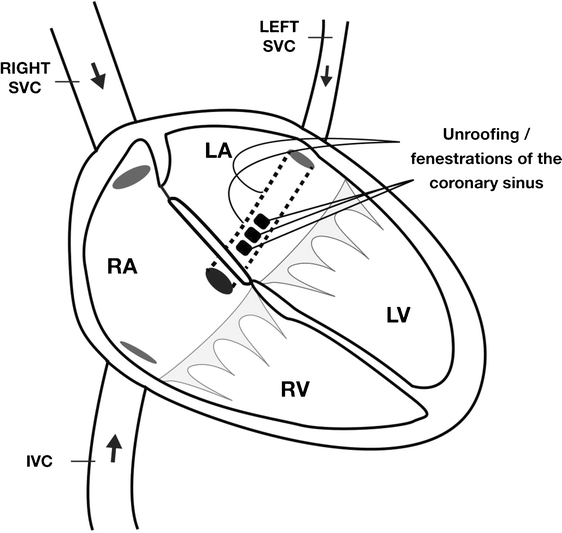 LEFT
SVC
RIGHT
SVC
Unroofing /
fenestrations of the
coronary sinus
LA
RA
LV
RV
IVC